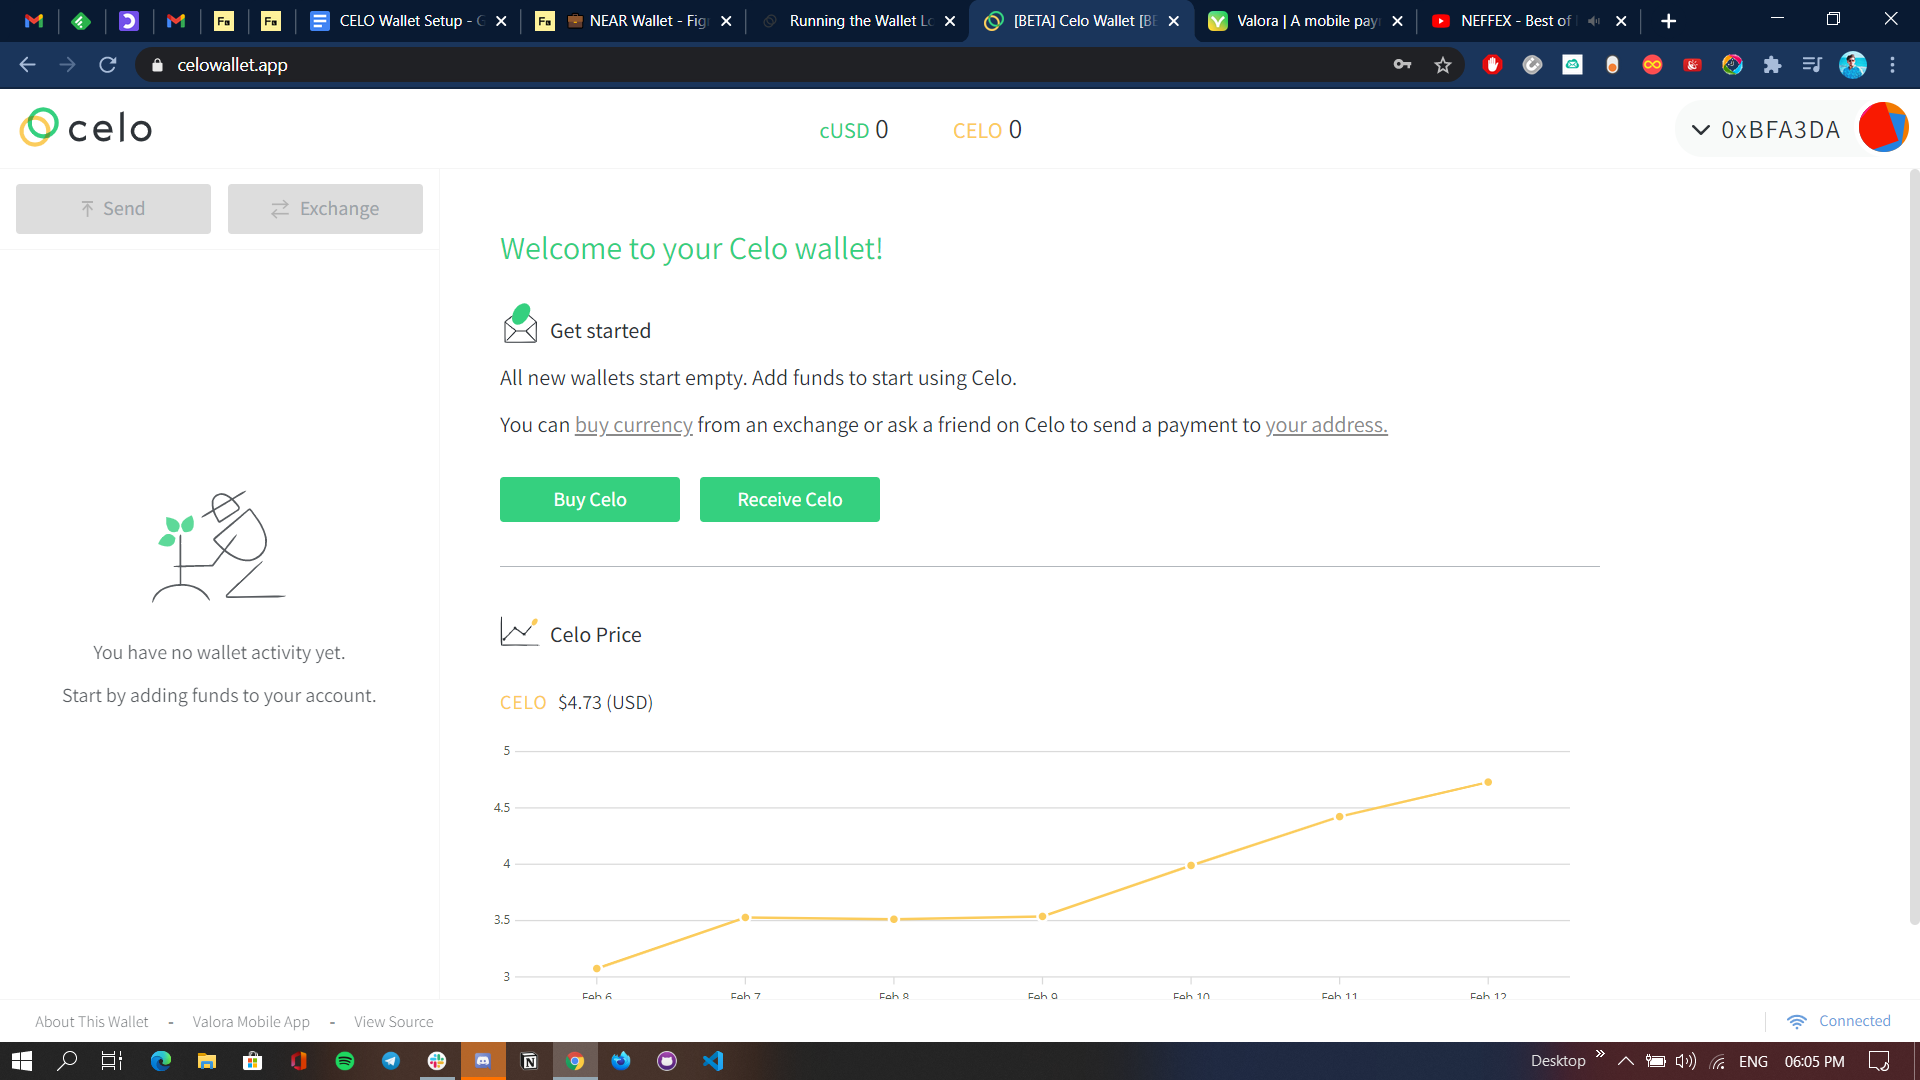 CELO Wallet Setup - G
NEAR Wallet - Fig
Running the Wallet Lo
[BETA] Celo Wallet [BE
Valora | A mobile pay
NEFFEX - Best of
celowallet.app
celo
cUSD 0
CELO 0
0xBFA3DA
Send
Exchange
Welcome to your Celo wallet!
Get started
All new wallets start empty. Add funds to start using Celo.
You can buy currency from an exchange or ask a friend on Celo to send a payment to your address.
Buy Celo
Receive Celo
You have no wallet activity yet.
Start by adding funds to your account.
Celo Price
CELO $4.73 (USD)
5
4.5
4
3.5
3
Feb 6
Feb 7
Feb 8
Feb 9
Feb 10
Feb 11
Feb 12
About This Wallet - Valora Mobile App - View Source
Connected
Desktop
ENG
06:05 PM